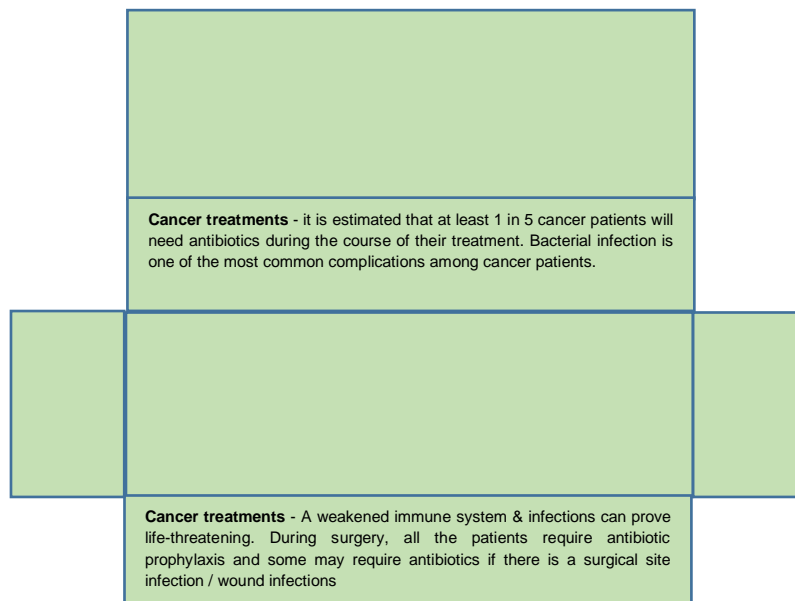 Cancer treatments - it is estimated that at least 1 in 5 cancer patients will
need antibiotics during the course of their treatment. Bacterial infection is
one of the most common complications among cancer patients.
Cancer treatments - A weakened immune system & infections can prove
life-threatening. During surgery, all the patients require antibiotic
prophylaxis and some may require antibiotics if there is a surgical site
infection / wound infections